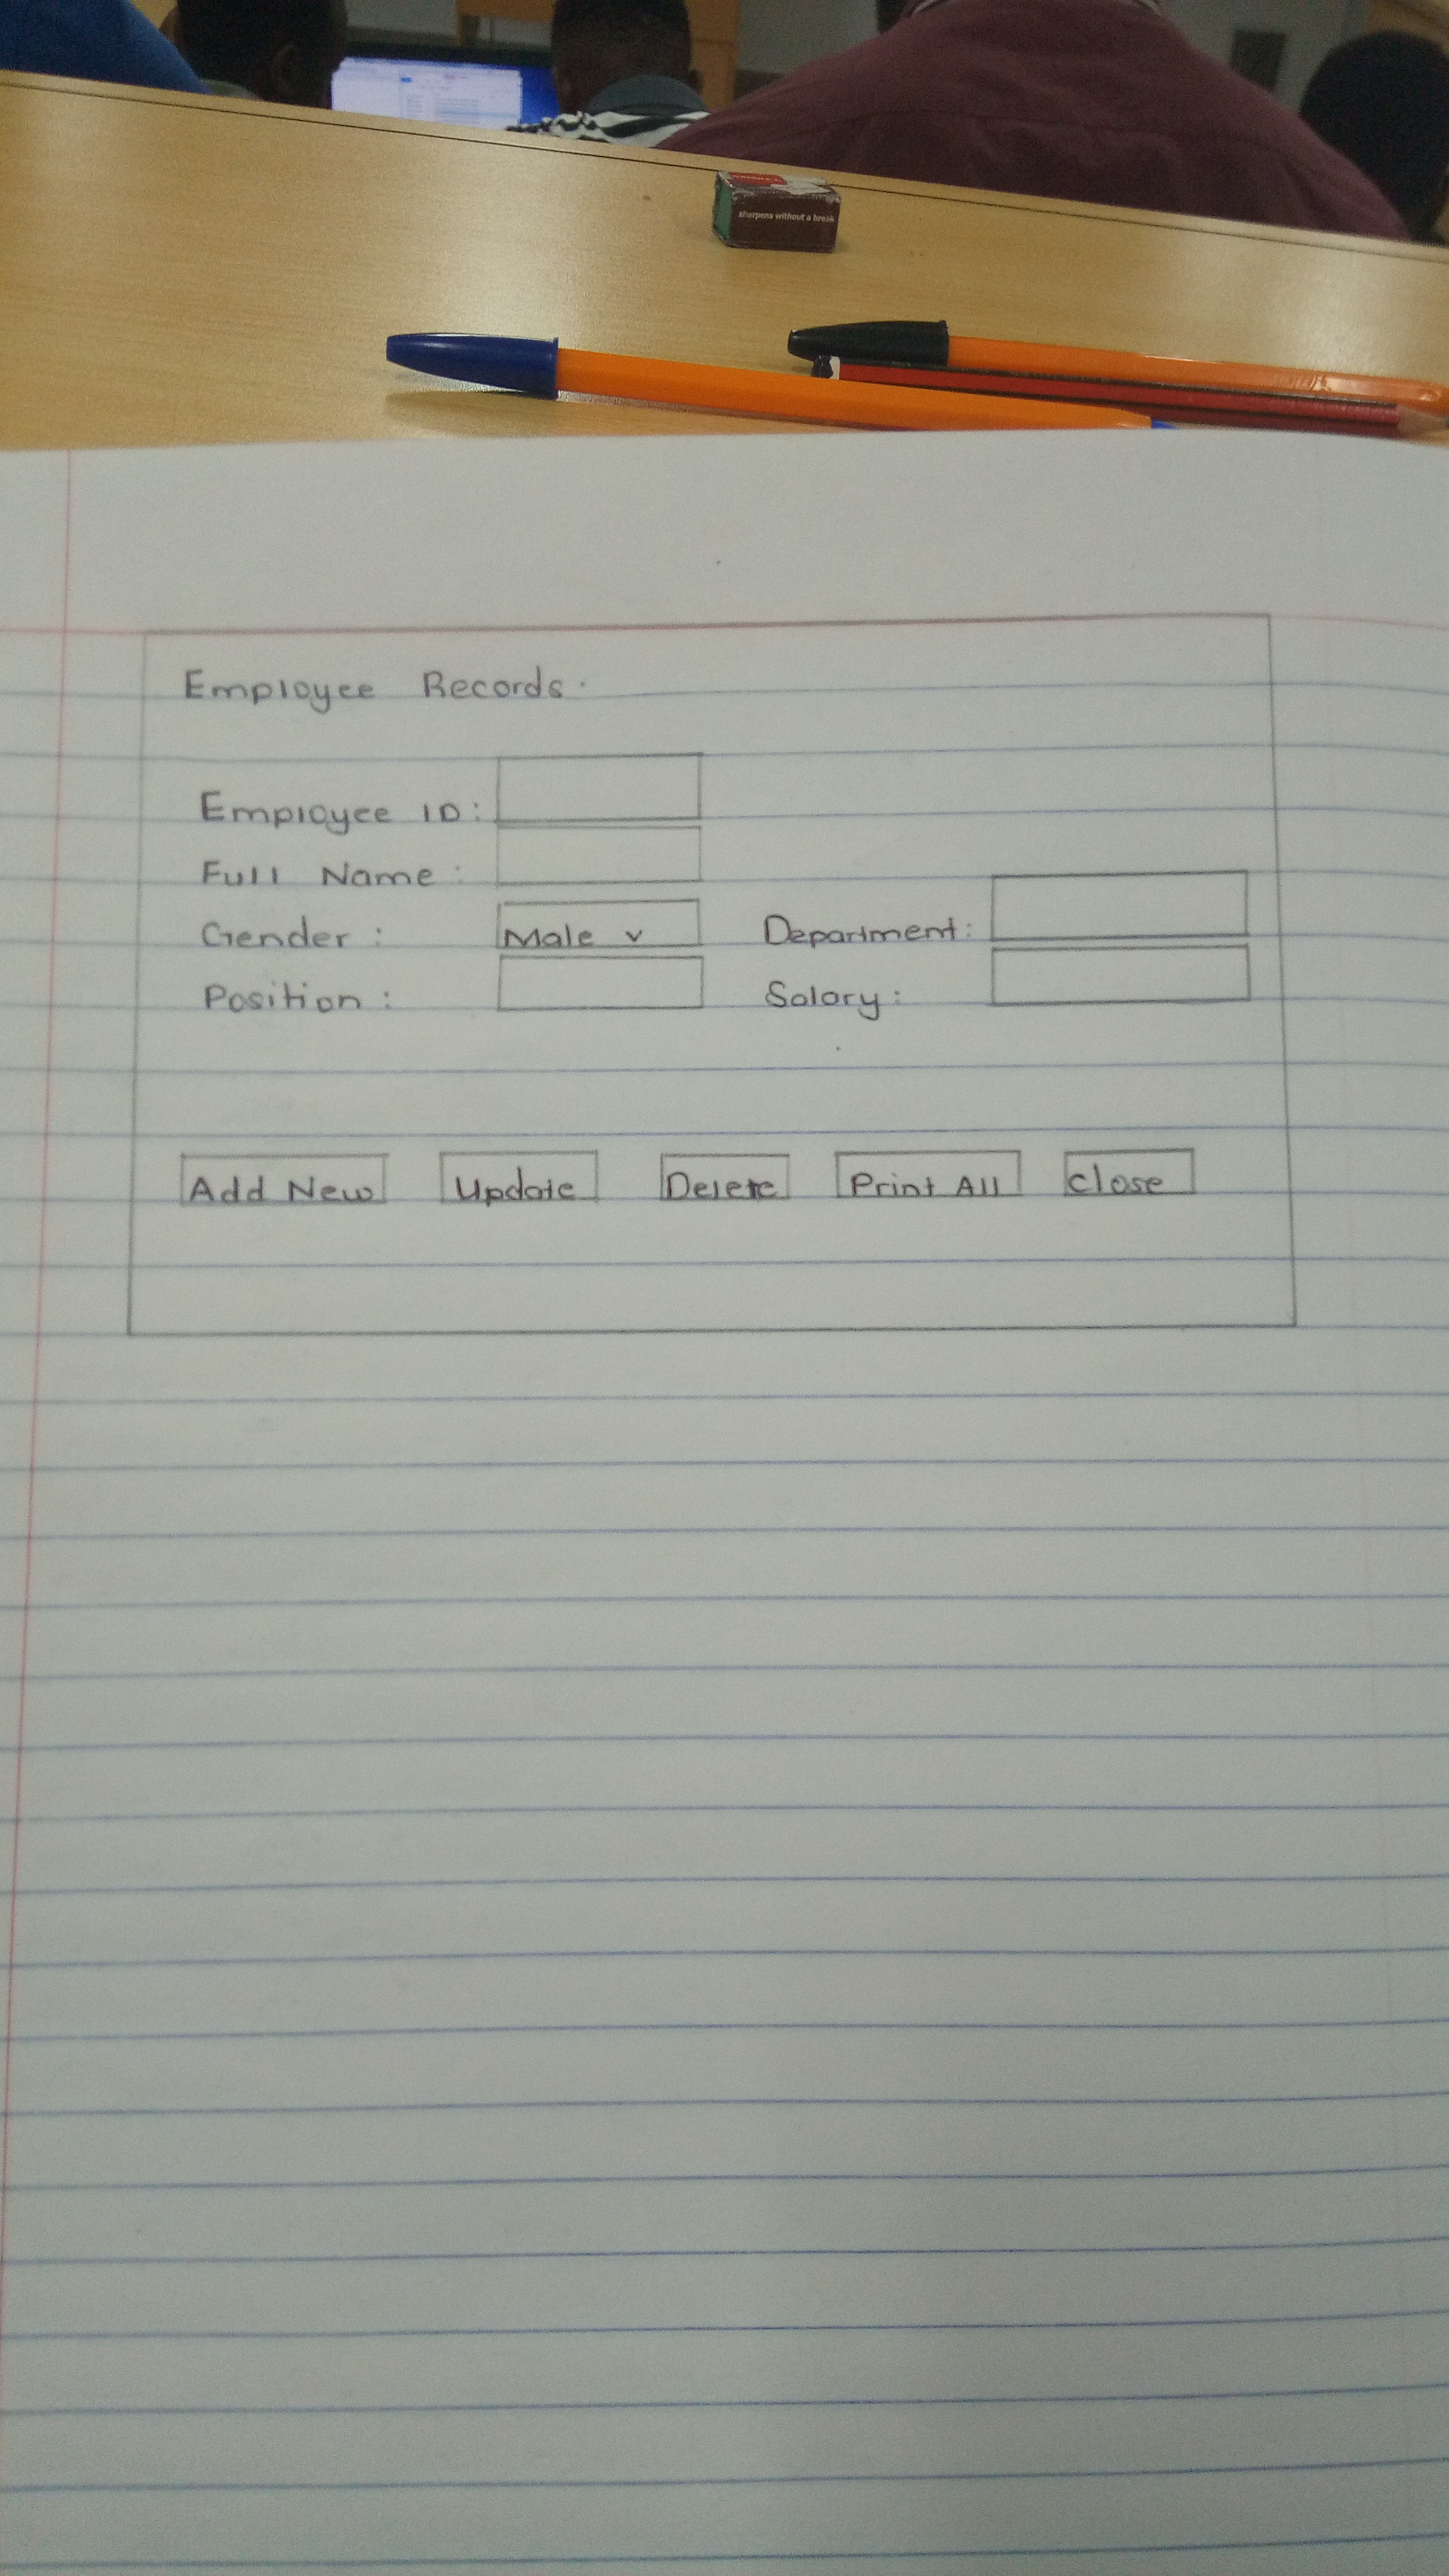 sharpens without a break
Employee Records.
Employee ID:
Full Name :
Gender : Male v Department:
Position : Salary :
Add New Update Delete Print All close